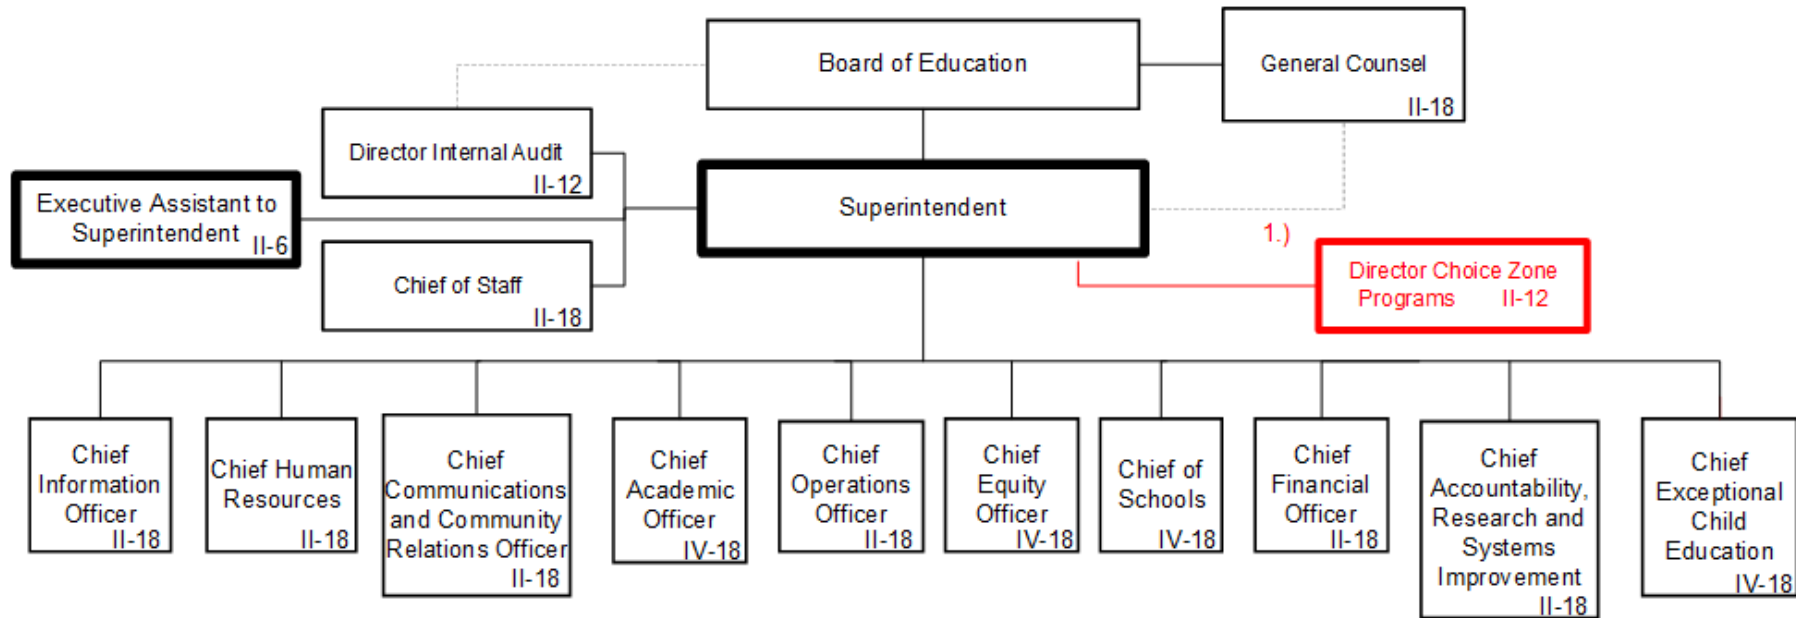 Board of Education
General Counsel
II-18
Director Internal Audit
II-12
Executive Assistant to
Superintendent
II-6
Superintendent
Chief of Staff
II-18
1.)
Director Choice Zone
Programs II-12
Chief
Information
Officer
II-18
Chief Human
Resources
II-18
Chief
Communications
and Community
Relations Officer
II-18
Chief
Academic
Officer
IV-18
Chief
Operations
Officer
II-18
Chief
Equity
Officer
IV-18
Chief of
Schools
IV-18
Chief
Financial
Officer
II-18
Chief
Accountability,
Research and
Systems
Improvement
II-18
Chief
Exceptional
Child
Education
IV-18